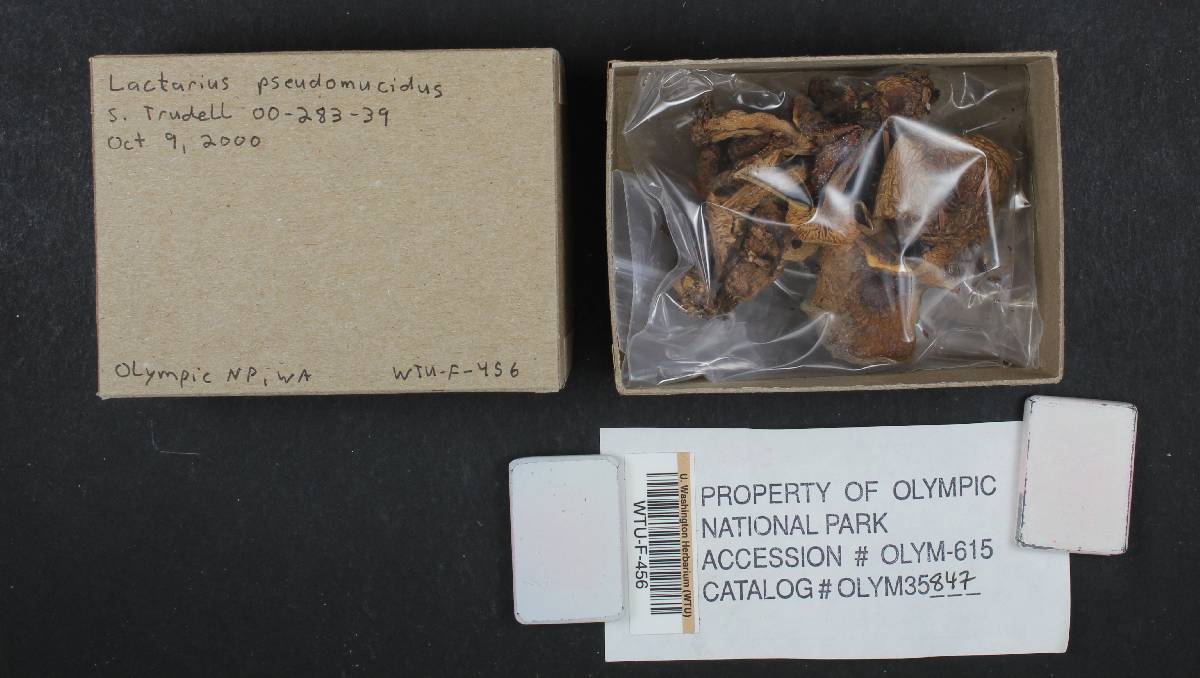 Lactarius pseudomucidus
S. Trudell 00-283-39
Oct 9, 2000
Olympic NP, WA WTU-F-456
U. Washington Herbarium (WTU)
WTU-F-456
PROPERTY OF OLYMPIC
NATIONAL PARK
ACCESSION # OLYM-615
CATALOG # OLYM35847